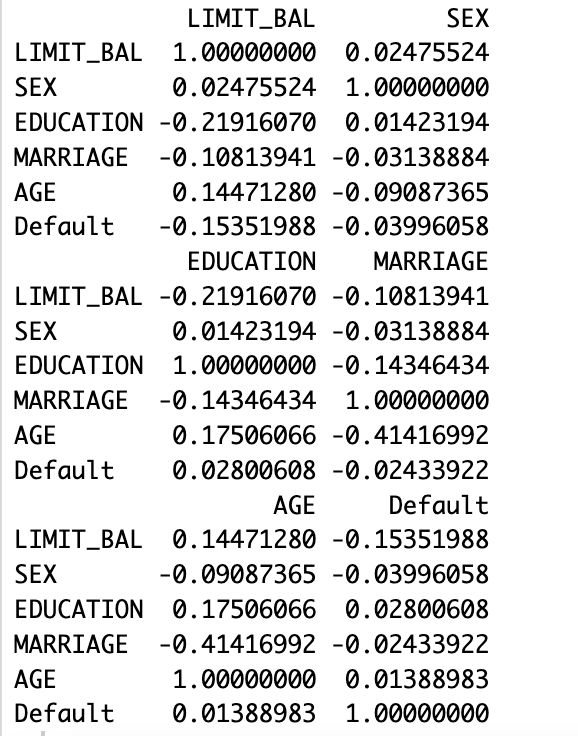 LIMIT_BAL         SEX
LIMIT_BAL  1.00000000  0.02475524
SEX        0.02475524  1.00000000
EDUCATION -0.21916070  0.01423194
MARRIAGE  -0.10813941 -0.03138884
AGE        0.14471280 -0.09087365
Default   -0.15351988 -0.03996058
           EDUCATION    MARRIAGE
LIMIT_BAL -0.21916070 -0.10813941
SEX        0.01423194 -0.03138884
EDUCATION  1.00000000 -0.14346434
MARRIAGE  -0.14346434  1.00000000
AGE        0.17506066 -0.41416992
Default    0.02800608 -0.02433922
                 AGE     Default
LIMIT_BAL  0.14471280 -0.15351988
SEX       -0.09087365 -0.03996058
EDUCATION  0.17506066  0.02800608
MARRIAGE  -0.41416992 -0.02433922
AGE        1.00000000  0.01388983
Default    0.01388983  1.00000000